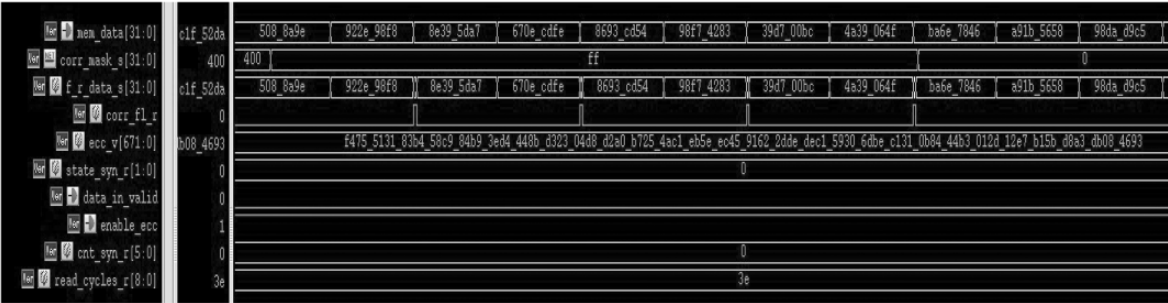 mem_data[31:0] c1f_52da 508_8a9e 922e_98f8 8e39_5da7 670e_cdfe 8693_cd54 98f7_4283 39d7_00bc 4a39_064f ba6e_7846 a91b_5658 98da_d9c5
corr_mask_s[31:0] 400 400 ff 0
f_r_data_s[31:0] c1f_52da 508_8a9e 922e_98f8 8e39_5da7 670e_cdfe 8693_cd54 98f7_4283 39d7_00bc 4a39_064f ba6e_7846 a91b_5658 98da_d9c5
corr_fl_r 0
ecc_v[671:0] b08_4693 f475_5131_83b4_58c9_84b9_3ed4_448b_d323_04d8_d2a0_b725_4ac1_eb5e_ec45_9162_2dde_dec1_5930_6dbe_c131_0b84_44b3_012d_12e7_b15b_d8a3_db08_4693
state_syn_r[1:0] 0 0
data_in_valid 0
enable_ecc 1
cnt_syn_r[5:0] 0 0
read_cycles_r[8:0] 3e 3e